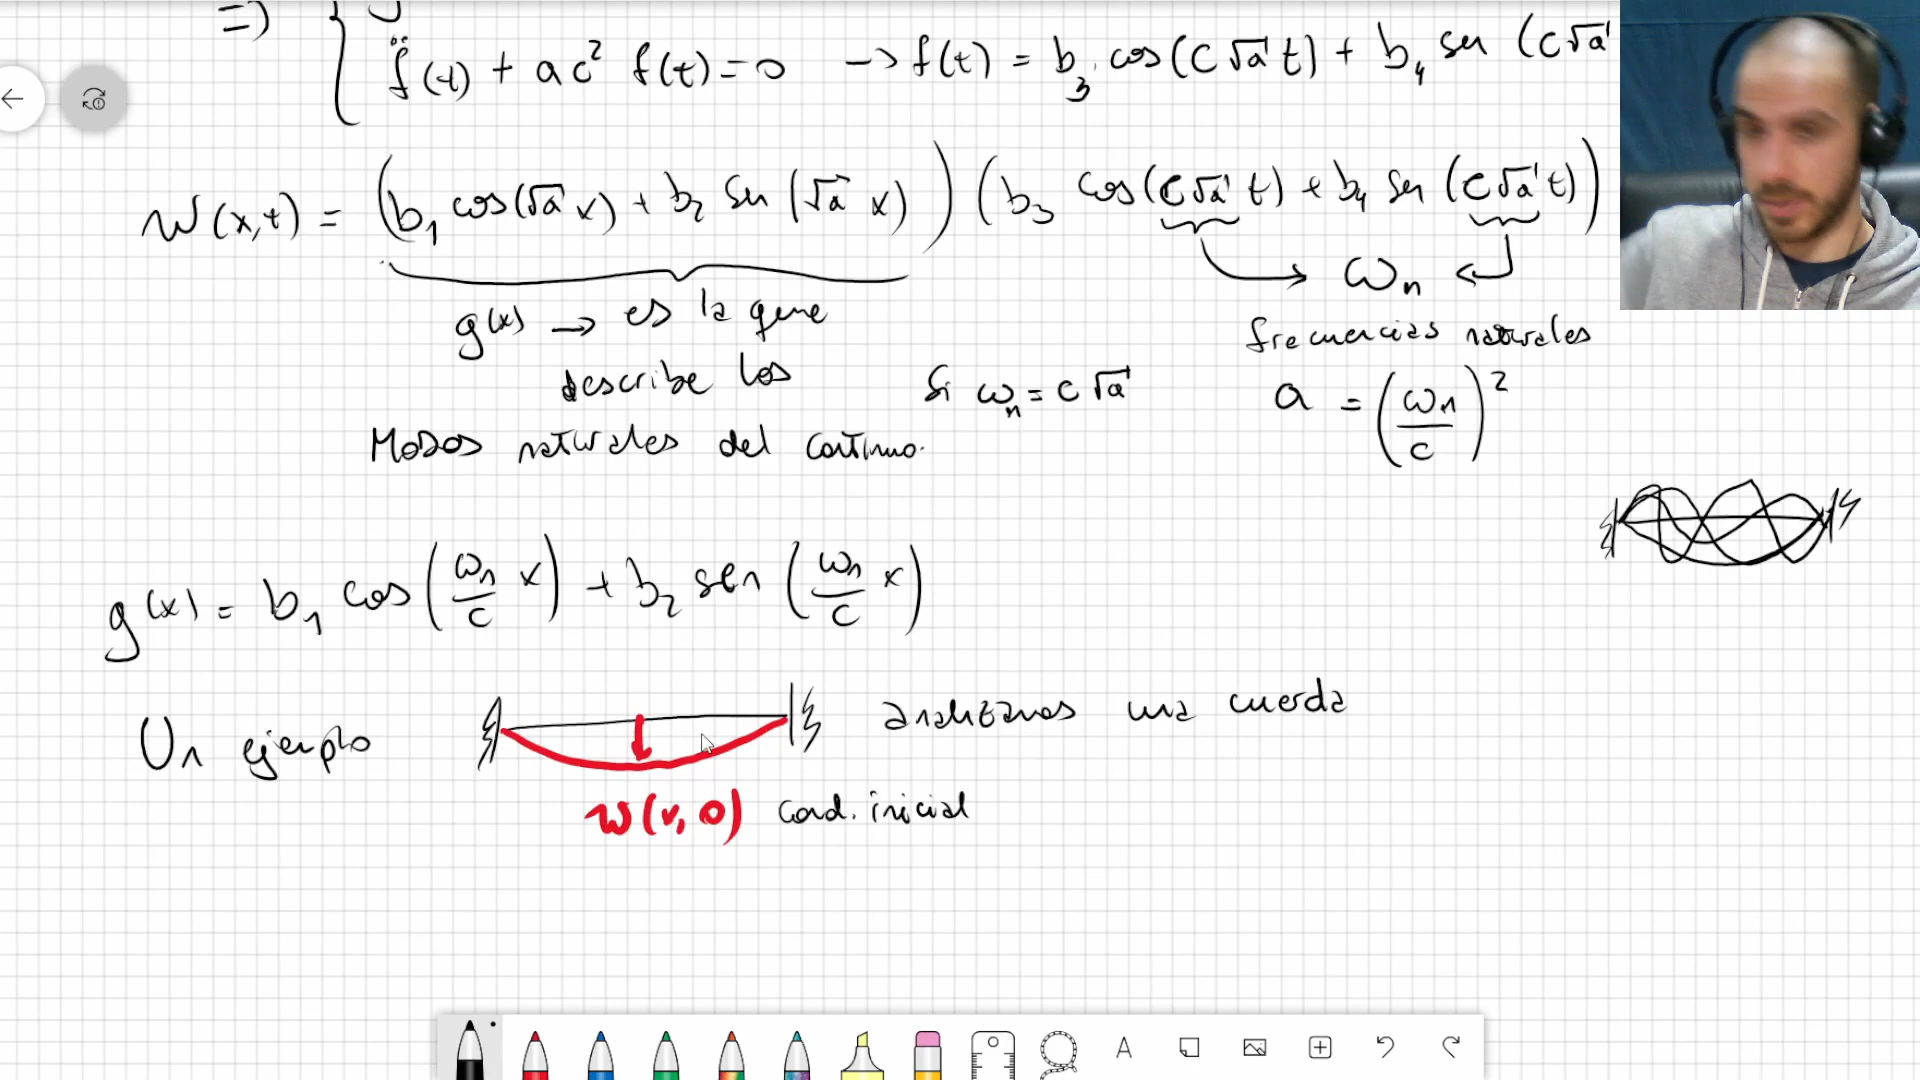 => {
f̈(t) + ac² f(t) = 0 → f(t) = b₃ cos(c√a t) + b₄ sen (c√a
w(x,t) = (b₁ cos(√a x) + b₂ sen (√a x)) (b₃ cos(c√a t) + b₄ sen (c√a t))
→ ωₙ ←
g(x) → es la que
describe los
Modos naturales del continuo.
frecuencias naturales
Si ωₙ = c√a
a = (ωₙ/c)²
g(x) = b₁ cos(ωₙ/c x) + b₂ sen (ωₙ/c x)
Un ejemplo
analizamos una cuerda
w(x,0) cond. inicial
A